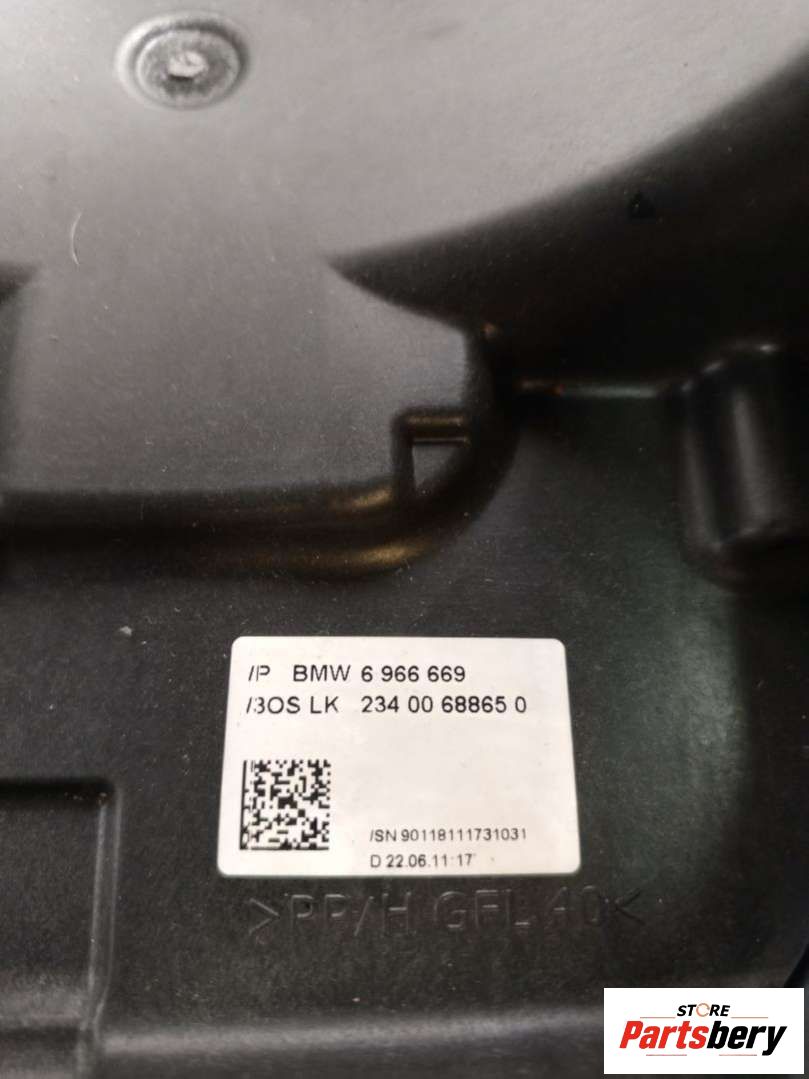 /P BMW 6 966 669
/BOS LK 234 00 68865 0
/SN 90118111731031
D 22.06.11:17
>PP/H GFL 40<
STORE
Partsbery